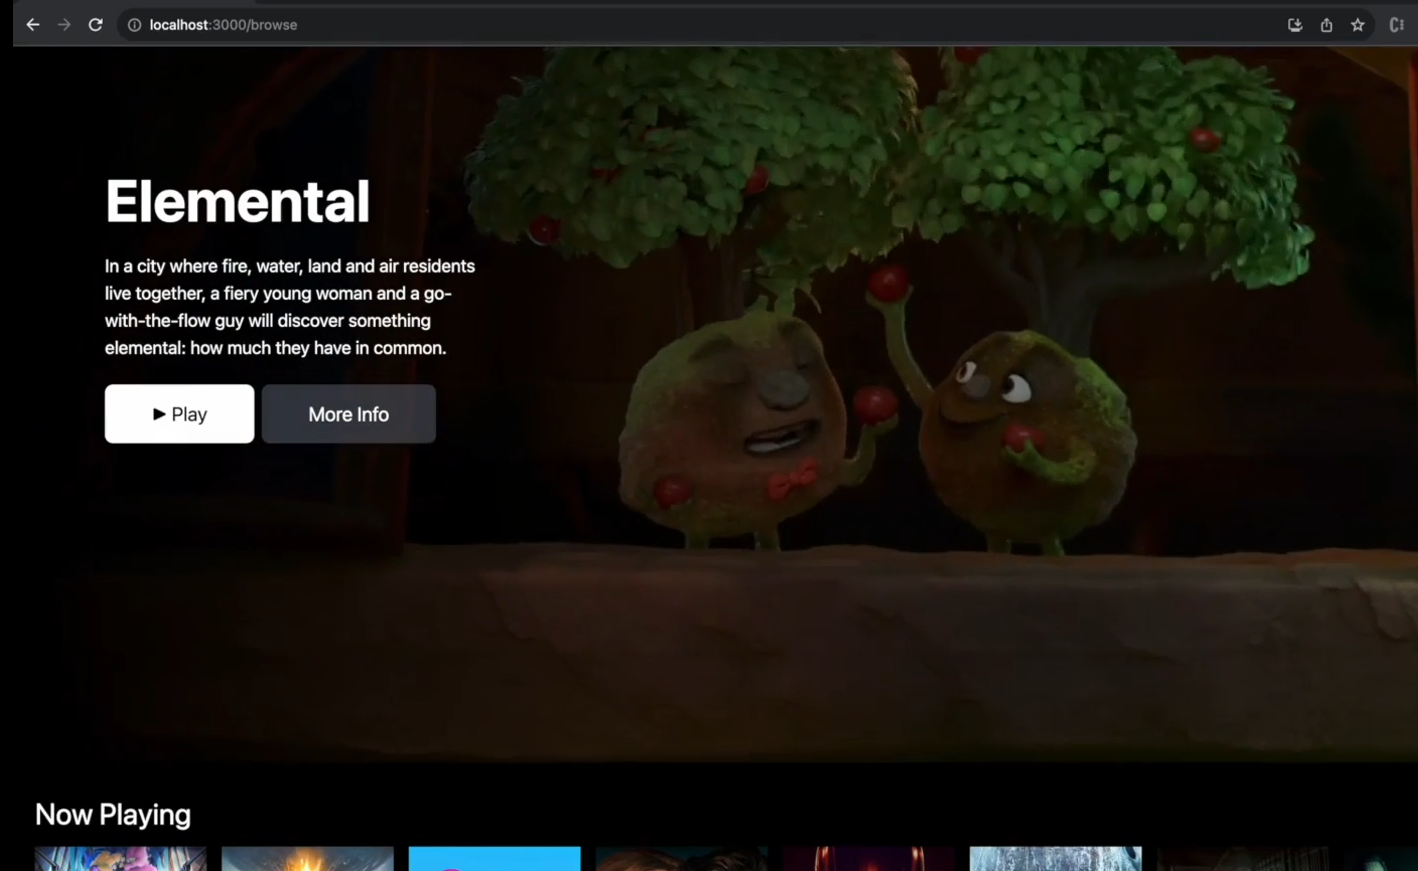 localhost:3000/browse
Elemental
In a city where fire, water, land and air residents
live together, a fiery young woman and a go-
with-the-flow guy will discover something
elemental: how much they have in common.
Play
More Info
Now Playing